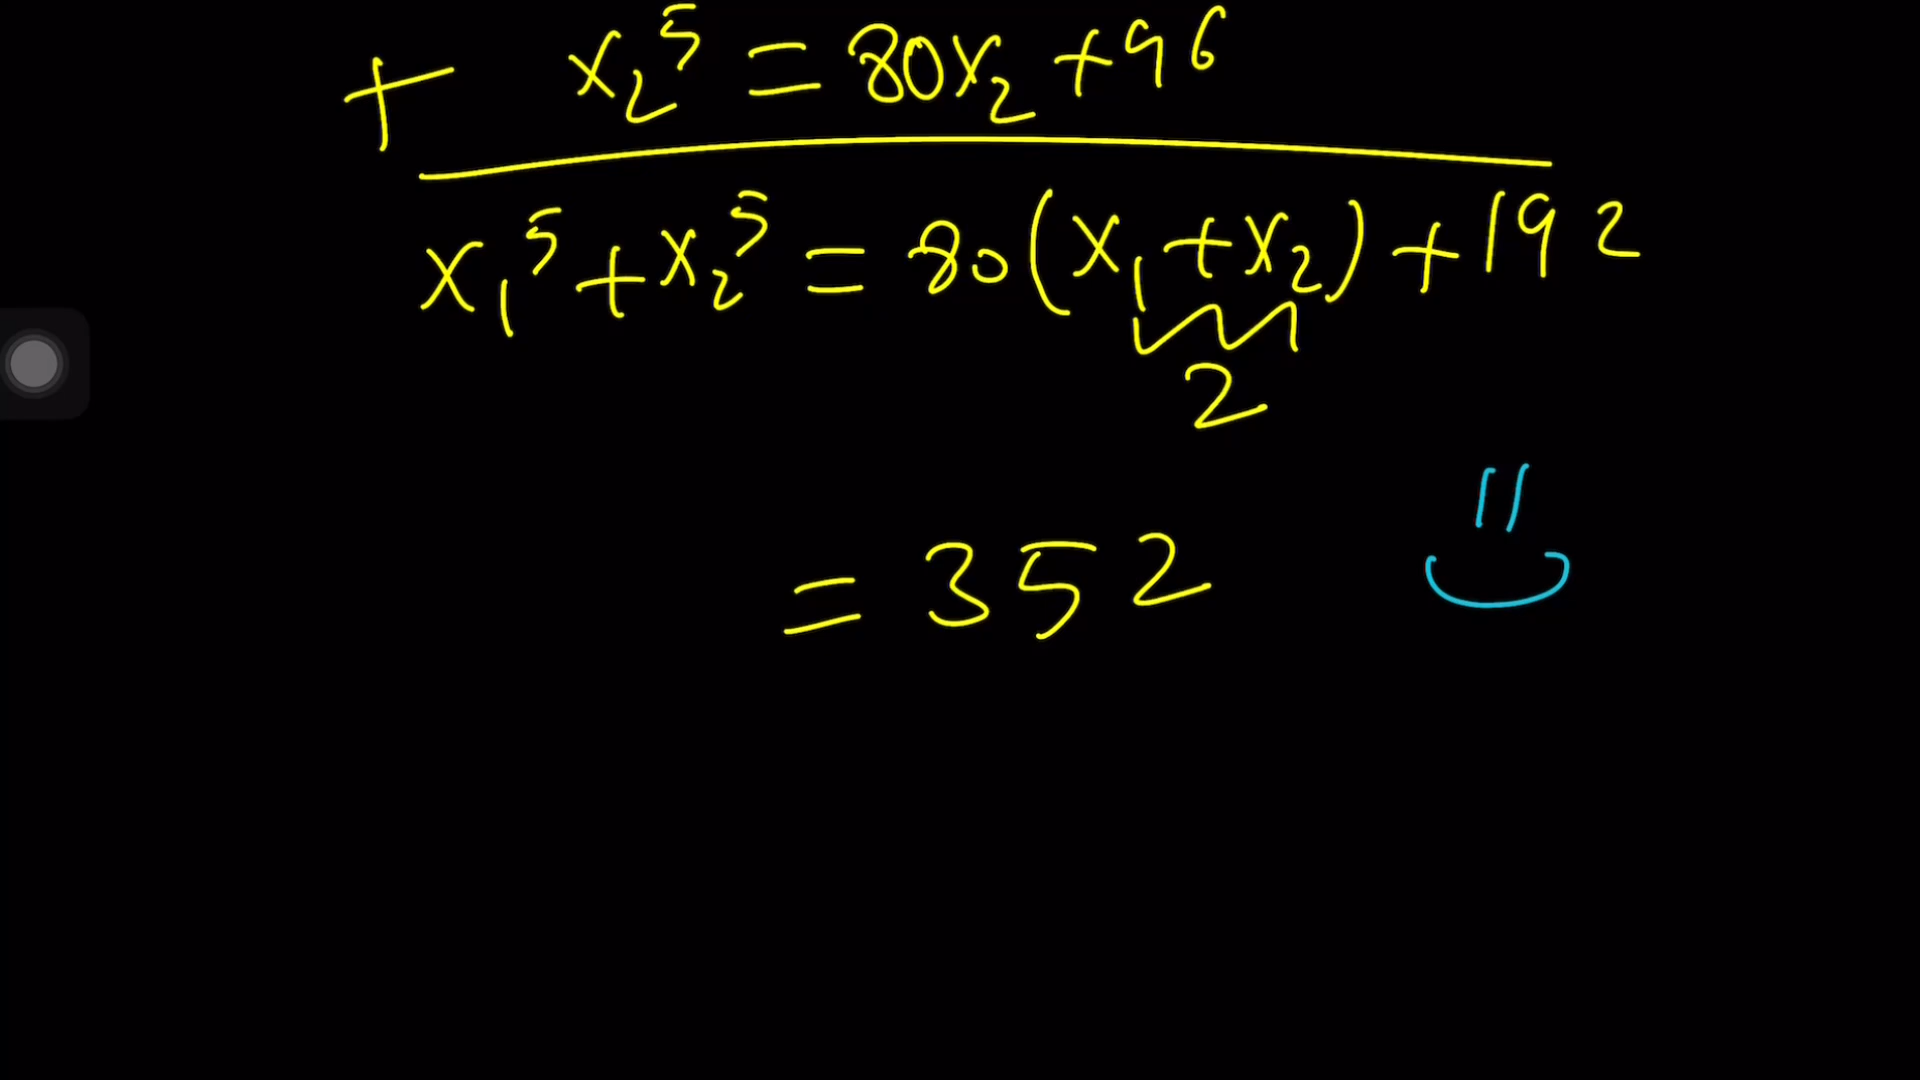 + x₂⁵ = 80x₂ + 96
x₁⁵ + x₂⁵ = 80(x₁ + x₂) + 192
2
= 352